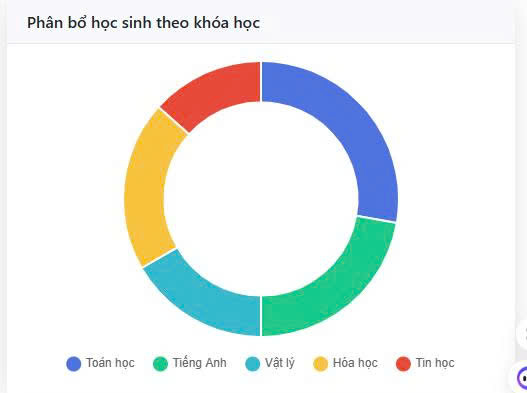 Phân bổ học sinh theo khóa học
Toán học Tiếng Anh Vật lý Hóa học Tin học